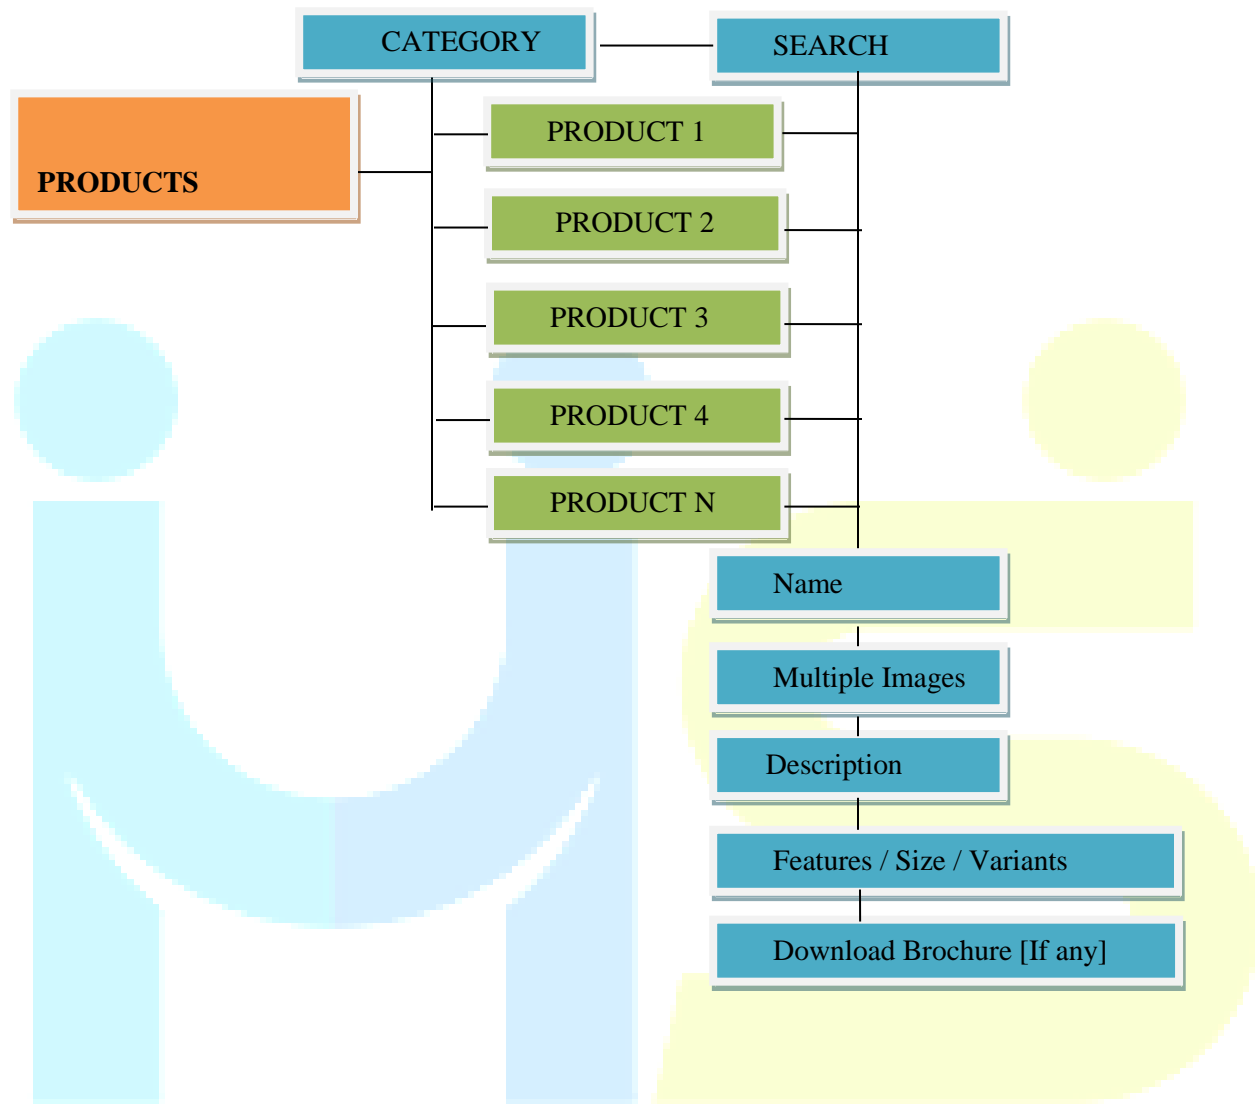 CATEGORY
SEARCH
PRODUCTS
PRODUCT 1
PRODUCT 2
PRODUCT 3
PRODUCT 4
PRODUCT N
Name
Multiple Images
Description
Features / Size / Variants
Download Brochure [If any]